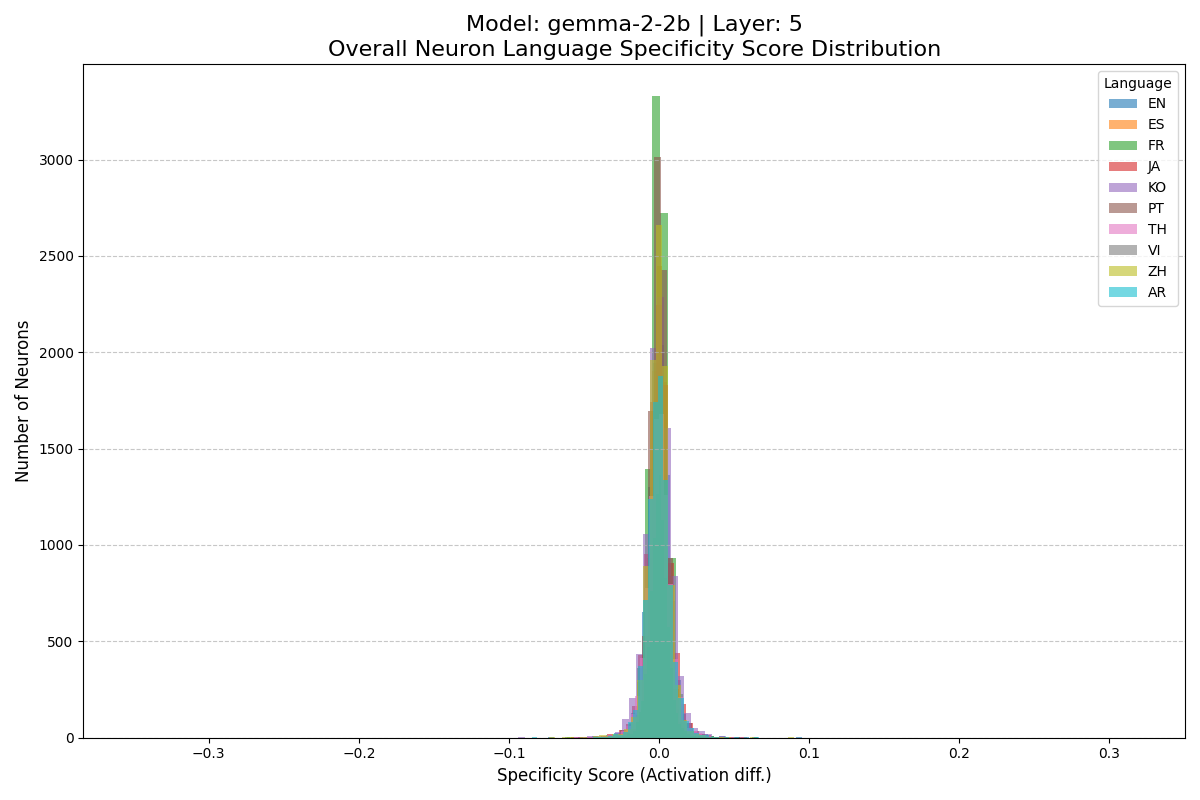 Model: gemma-2-2b | Layer: 5
Overall Neuron Language Specificity Score Distribution
Language
EN
ES
FR
JA
KO
PT
TH
VI
ZH
AR
Number of Neurons
3000
2500
2000
1500
1000
500
0
−0.3
−0.2
−0.1
0.0
0.1
0.2
0.3
Specificity Score (Activation diff.)